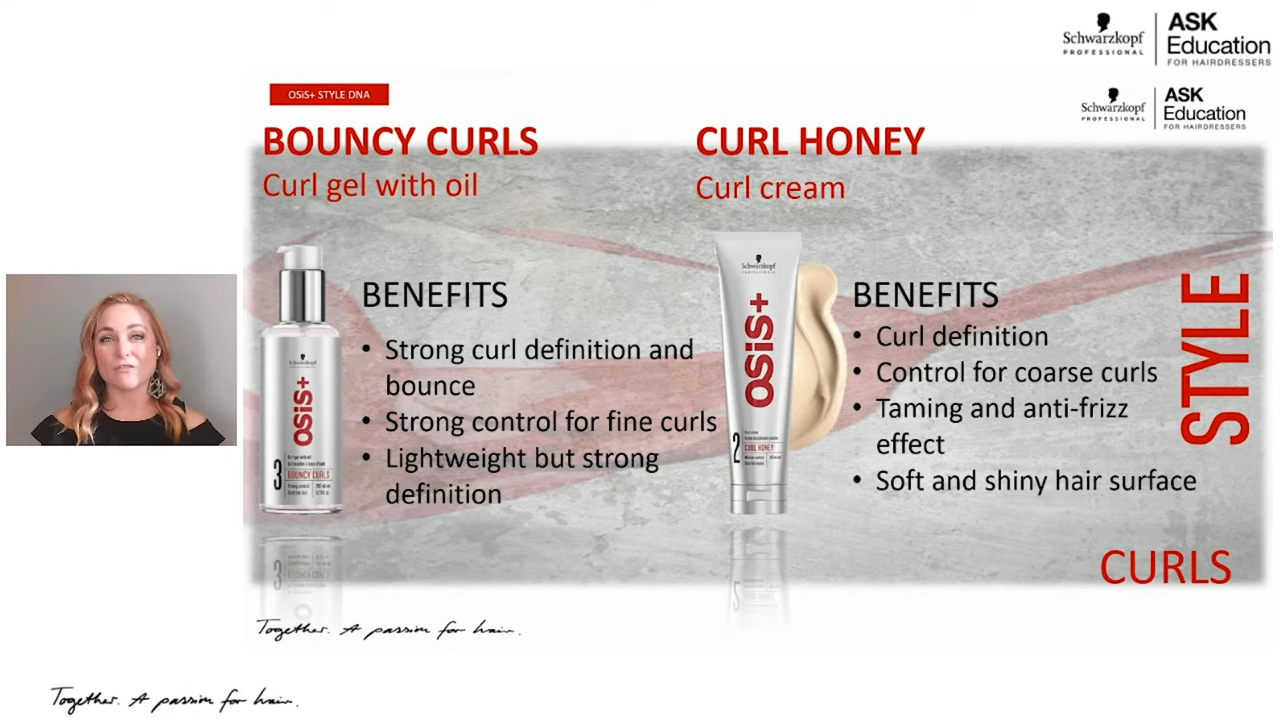 Schwarzkopf
PROFESSIONAL
ASK
Education
FOR HAIRDRESSERS
Schwarzkopf
PROFESSIONAL
ASK
Education
FOR HAIRDRESSERS
OSiS+ STYLE DNA
BOUNCY CURLS
Curl gel with oil
CURL HONEY
Curl cream
BENEFITS
• Strong curl definition and
bounce
• Strong control for fine curls
• Lightweight but strong
definition
BENEFITS
• Curl definition
• Control for coarse curls
• Taming and anti-frizz
effect
• Soft and shiny hair surface
Schwarzkopf
OSiS+
3
BOUNCY CURLS
Schwarzkopf
PROFESSIONAL
OSiS+
2
CURL HONEY
STYLE
CURLS
Together. A passion for hair.
Together. A passion for hair.